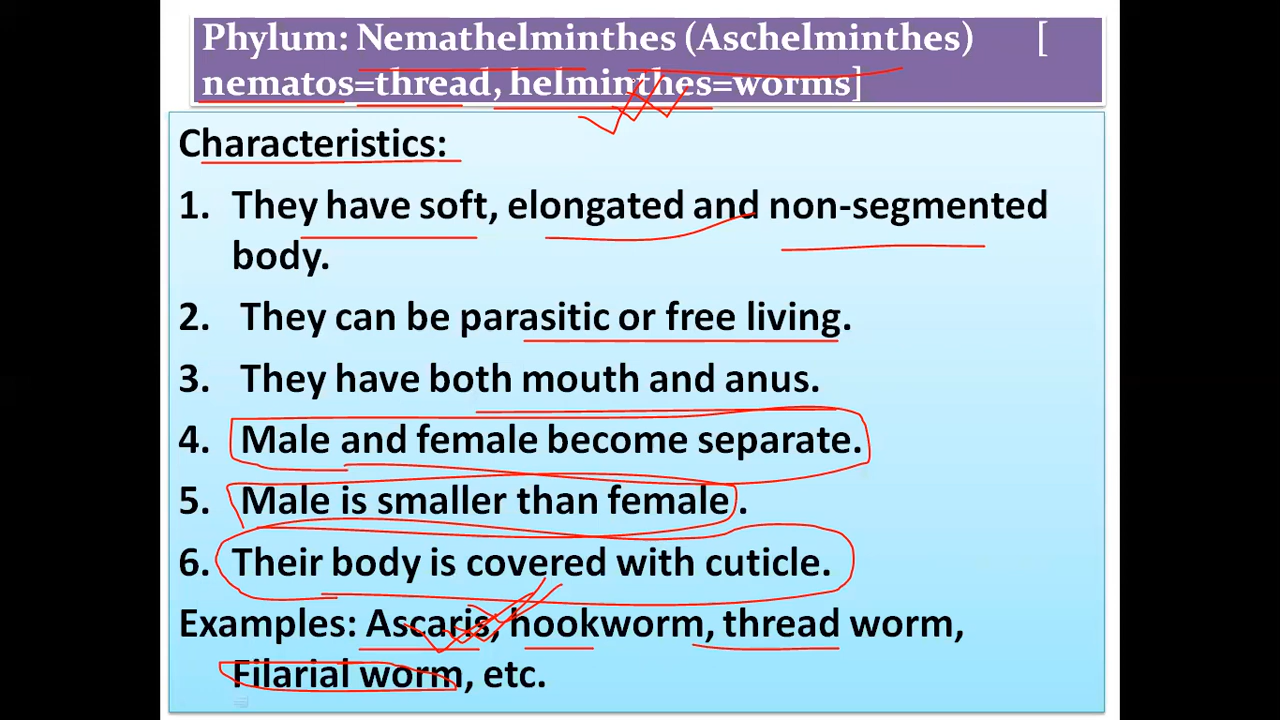 Phylum: Nemathelminthes (Aschelminthes) [
nematos=thread, helminthes=worms]
Characteristics:
1. They have soft, elongated and non-segmented
body.
2. They can be parasitic or free living.
3. They have both mouth and anus.
4. Male and female become separate.
5. Male is smaller than female.
6. Their body is covered with cuticle.
Examples: Ascaris, hookworm, thread worm,
Filarial worm, etc.